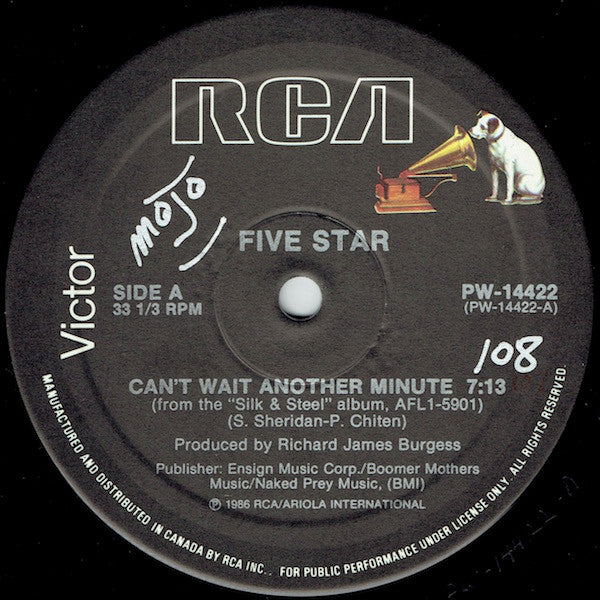 RCA
mojo
FIVE STAR
Victor
SIDE A
33 1/3 RPM
PW-14422
(PW-14422-A)
108
CAN'T WAIT ANOTHER MINUTE 7:13
(from the "Silk & Steel" album, AFL1-5901)
(S. Sheridan-P. Chiten)
Produced by Richard James Burgess
Publisher: Ensign Music Corp./Boomer Mothers
Music/Naked Prey Music, (BMI)
℗ 1986 RCA/ARIOLA INTERNATIONAL
MANUFACTURED AND DISTRIBUTED IN CANADA BY RCA INC.. FOR PUBLIC PERFORMANCE UNDER LICENSE ONLY. ALL RIGHTS RESERVED.